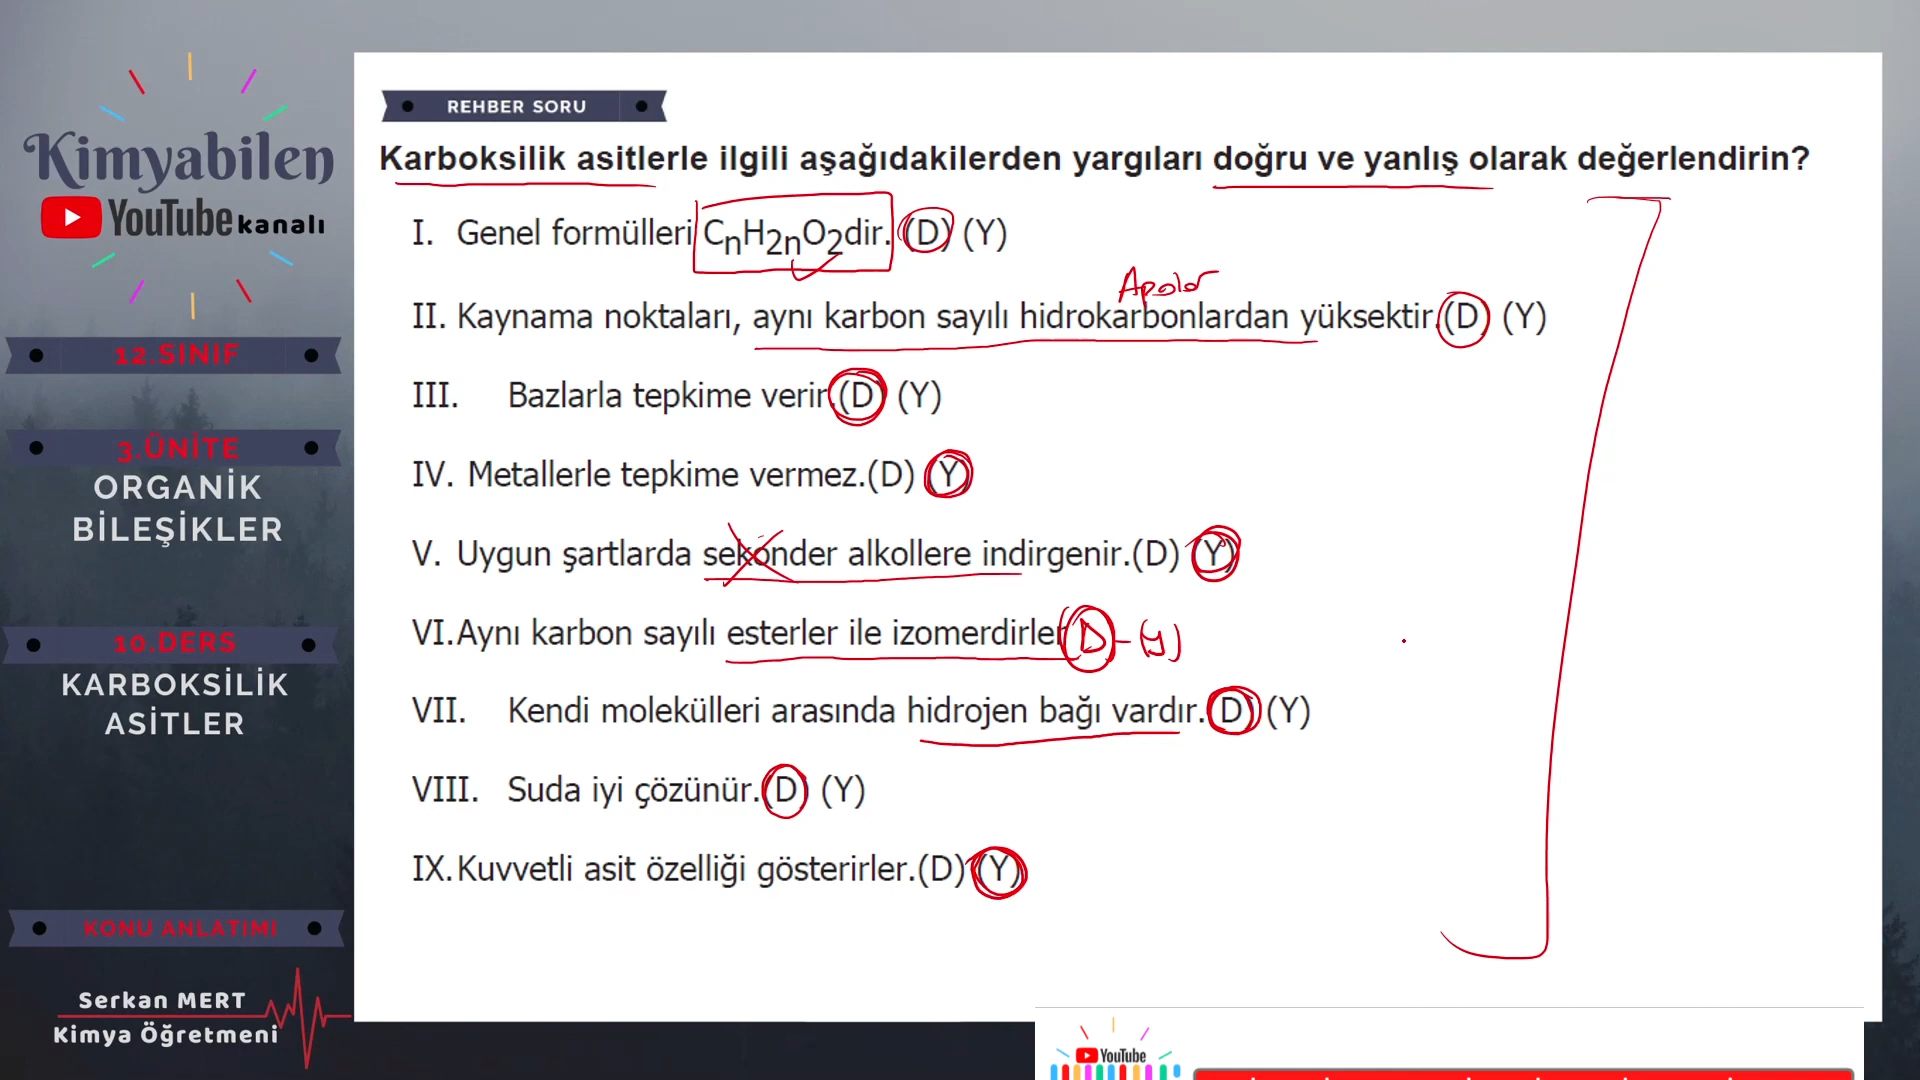 Kimyabilen
YouTube kanalı
12.SINIF
3.ÜNİTE
ORGANİK
BİLEŞİKLER
10.DERS
KARBOKSİLİK
ASİTLER
KONU ANLATIMI
Serkan MERT
Kimya Öğretmeni
REHBER SORU
Karboksilik asitlerle ilgili aşağıdakilerden yargıları doğru ve yanlış olarak değerlendirin?
I. Genel formülleri CnH2nO2dir. (D) (Y)
Apolar
II. Kaynama noktaları, aynı karbon sayılı hidrokarbonlardan yüksektir.(D) (Y)
III. Bazlarla tepkime verir.(D) (Y)
IV. Metallerle tepkime vermez.(D) (Y)
V. Uygun şartlarda sekonder alkollere indirgenir.(D) (Y)
VI.Aynı karbon sayılı esterler ile izomerdirler (D) - (y)
VII. Kendi molekülleri arasında hidrojen bağı vardır.(D) (Y)
VIII. Suda iyi çözünür.(D) (Y)
IX.Kuvvetli asit özelliği gösterirler.(D) (Y)
YouTube